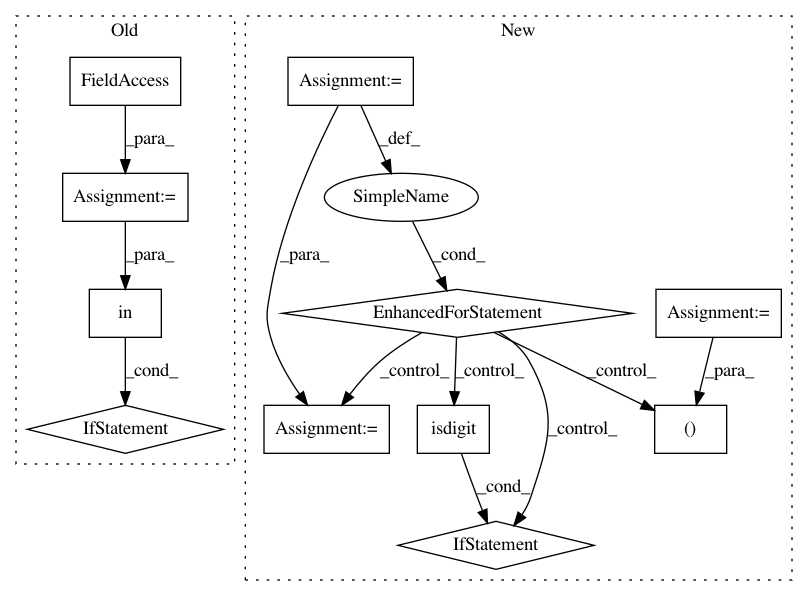 Old
New
FieldAccess
Assignment:=
_para_
_def_
Assignment:=
SimpleName
_para_
_para_
_cond_
in
EnhancedForStatement
Assignment:=
_cond_
_control_
_control_
_control_
_para_
IfStatement
Assignment:=
isdigit
_control_
()
_cond_
IfStatement